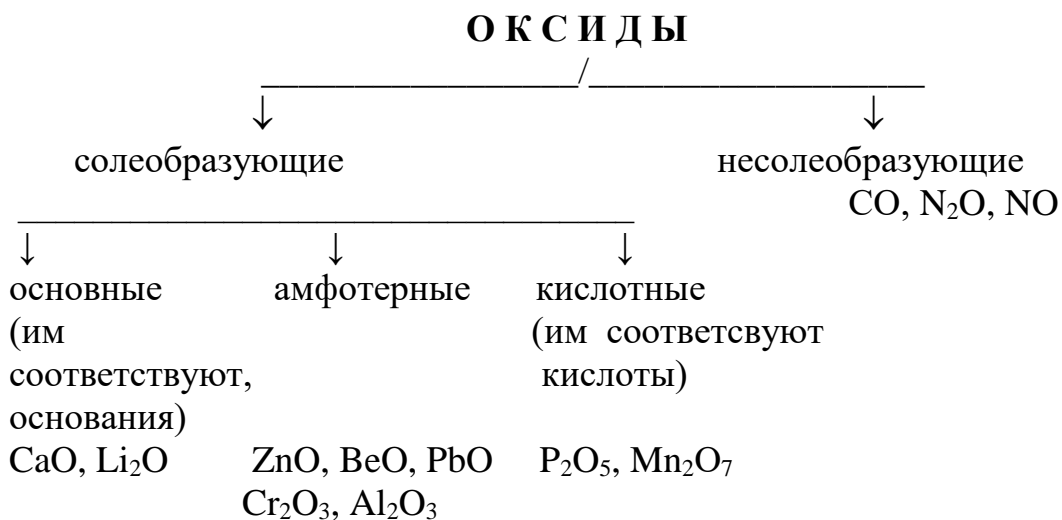 О К С И Д Ы
солеобразующие несолеобразующие
CO, N₂O, NO
основные амфотерные кислотные
(им (им соответсвуют
соответствуют, кислоты)
основания)
CaO, Li₂O ZnO, BeO, PbO P₂O₅, Mn₂O₇
Cr₂O₃, Al₂O₃